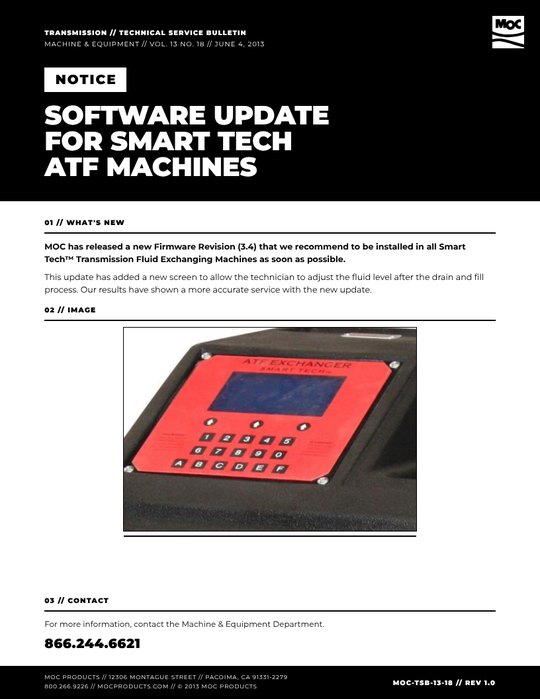 TRANSMISSION // TECHNICAL SERVICE BULLETIN
MACHINE & EQUIPMENT // VOL. 13 NO. 18 // JUNE 4, 2013
MOC
NOTICE
SOFTWARE UPDATE
FOR SMART TECH
ATF MACHINES
01 // WHAT'S NEW
MOC has released a new Firmware Revision (3.4) that we recommend to be installed in all Smart
Tech™ Transmission Fluid Exchanging Machines as soon as possible.
This update has added a new screen to allow the technician to adjust the fluid level after the drain and fill
process. Our results have shown a more accurate service with the new update.
02 // IMAGE
ATF EXCHANGER
SMART TECH™
1 2 3 4 5
6 7 8 9 0
A B C D E F
03 // CONTACT
For more information, contact the Machine & Equipment Department.
866.244.6621
MOC PRODUCTS // 12306 MONTAGUE STREET // PACOIMA, CA 91331-2279
800.266.9226 // MOCPRODUCTS.COM // © 2013 MOC PRODUCTS
MOC-TSB-13-18 // REV 1.0